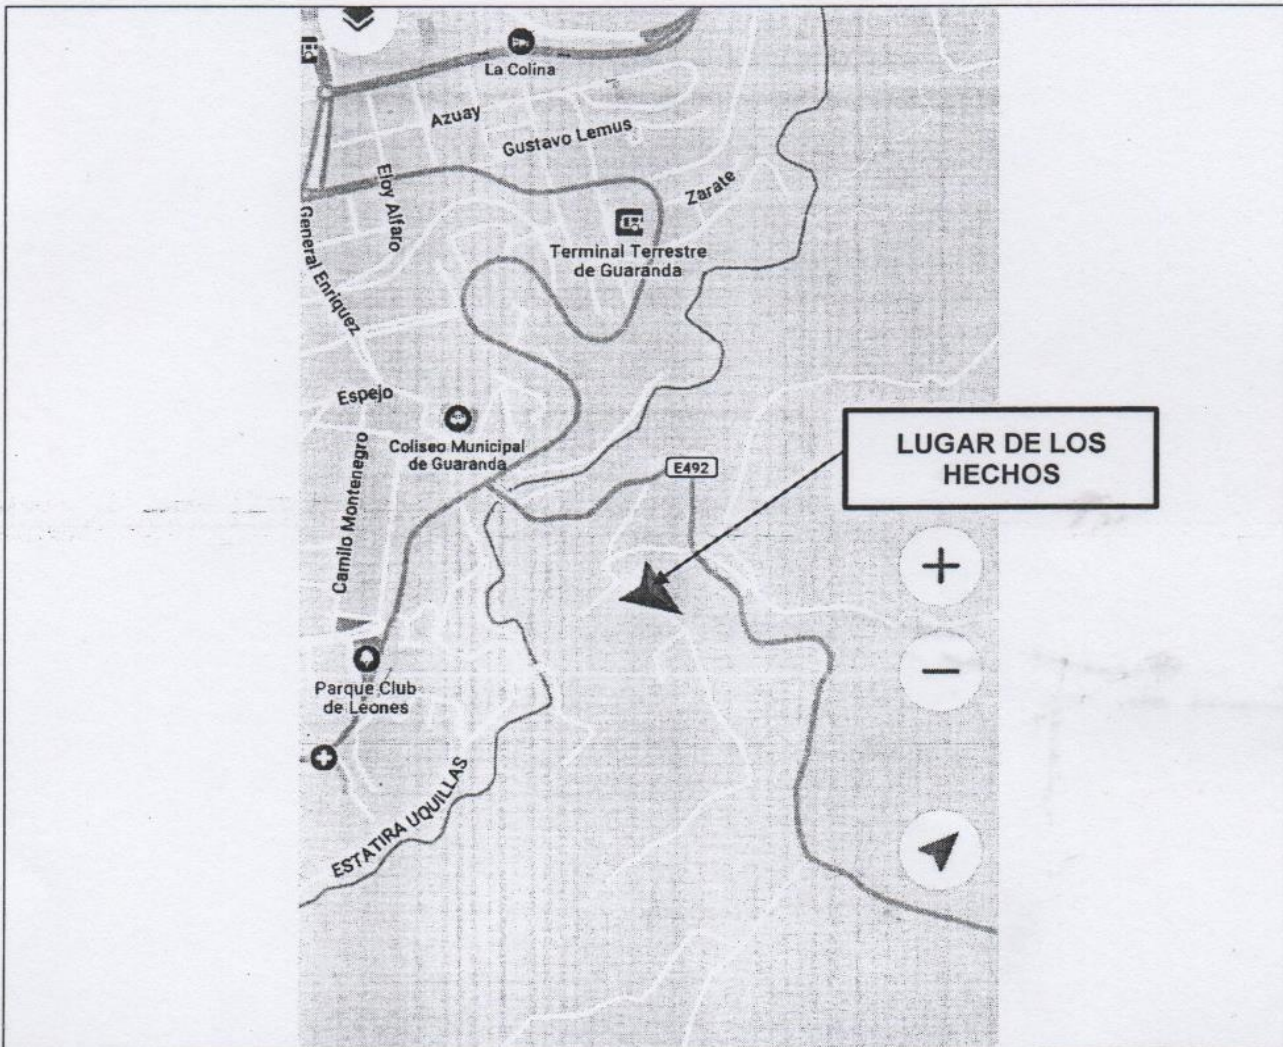 La Colina
Azuay
Gustavo Lemus
Eloy Alfaro
Zarate
General Enriquez
Terminal Terrestre
de Guaranda
Espejo
Coliseo Municipal
de Guaranda
LUGAR DE LOS
HECHOS
E492
Camilo Montenegro
+
−
Parque Club
de Leones
ESTATIRA UQUILLAS